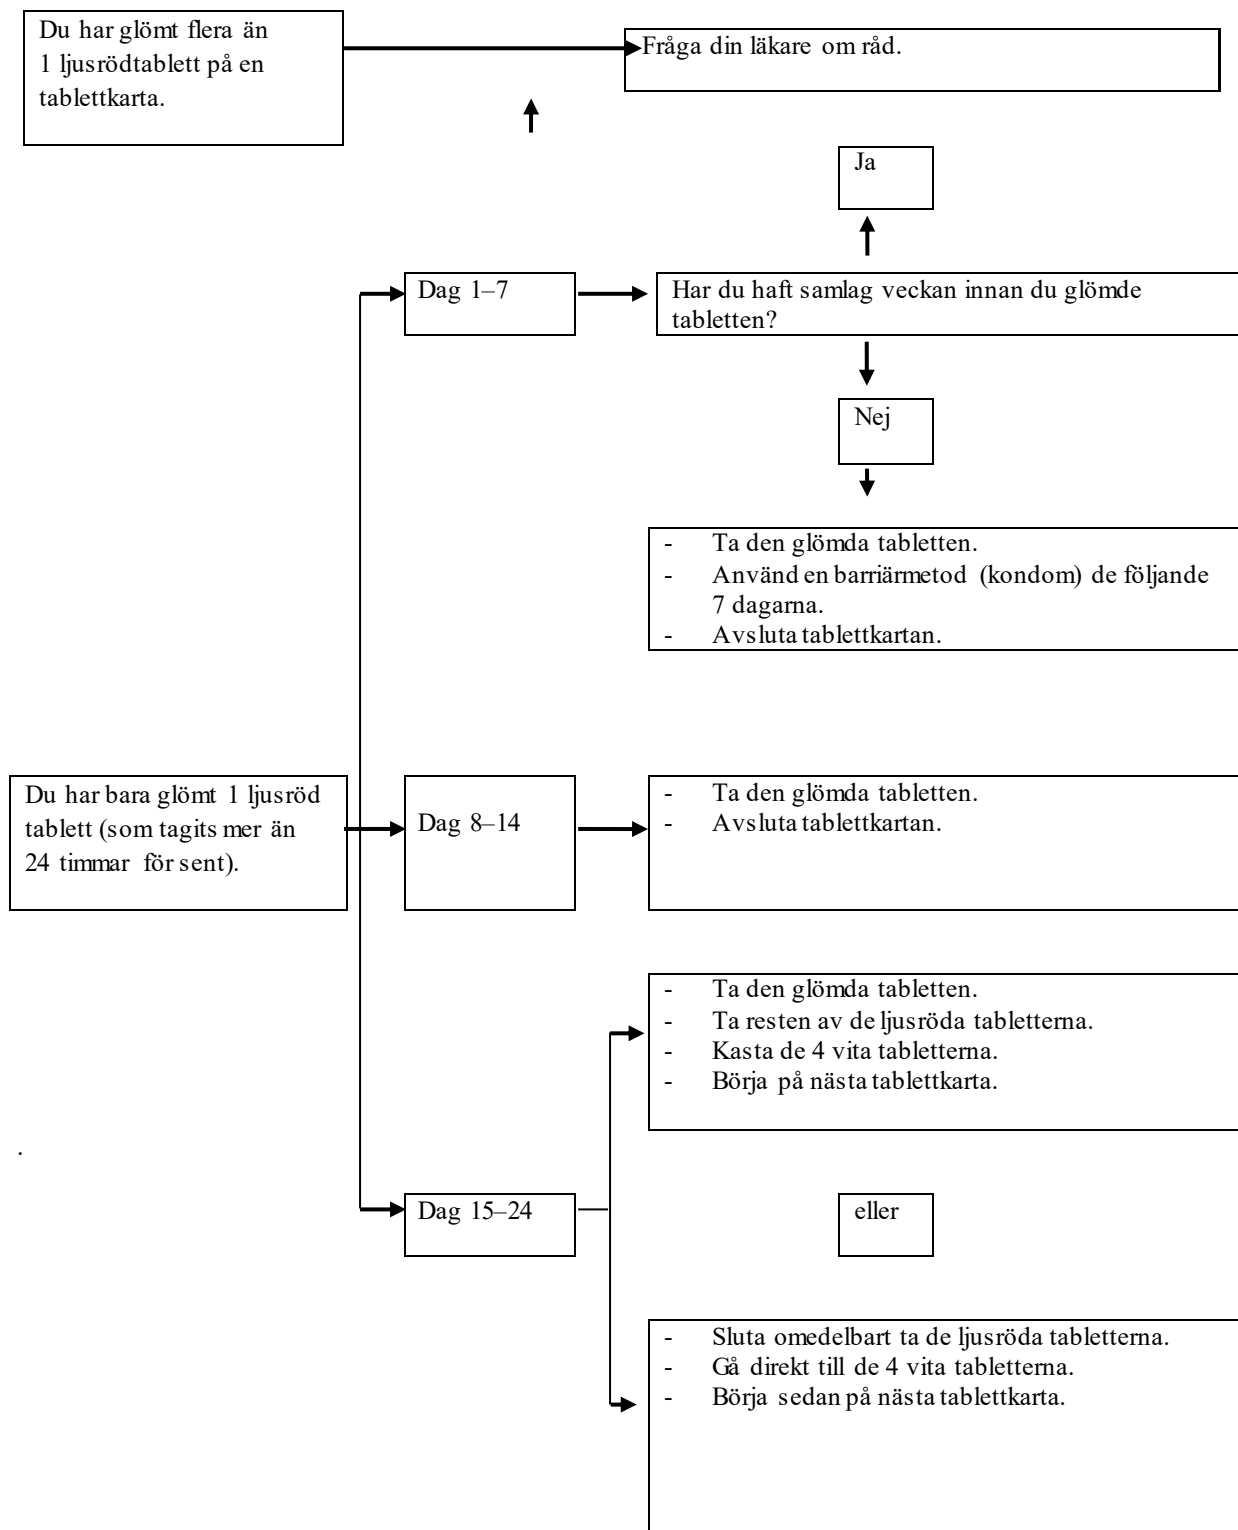 Du har glömt flera än
1 ljusrödtablett på en
tablettkarta.
Fråga din läkare om råd.
Ja
Dag 1–7
Har du haft samlag veckan innan du glömde
tabletten?
Nej
- Ta den glömda tabletten.
- Använd en barriärmetod (kondom) de följande
7 dagarna.
- Avsluta tablettkartan.
Du har bara glömt 1 ljusröd
tablett (som tagits mer än
24 timmar för sent).
Dag 8–14
- Ta den glömda tabletten.
- Avsluta tablettkartan.
- Ta den glömda tabletten.
- Ta resten av de ljusröda tabletterna.
- Kasta de 4 vita tabletterna.
- Börja på nästa tablettkarta.
.
Dag 15–24
eller
- Sluta omedelbart ta de ljusröda tabletterna.
- Gå direkt till de 4 vita tabletterna.
- Börja sedan på nästa tablettkarta.